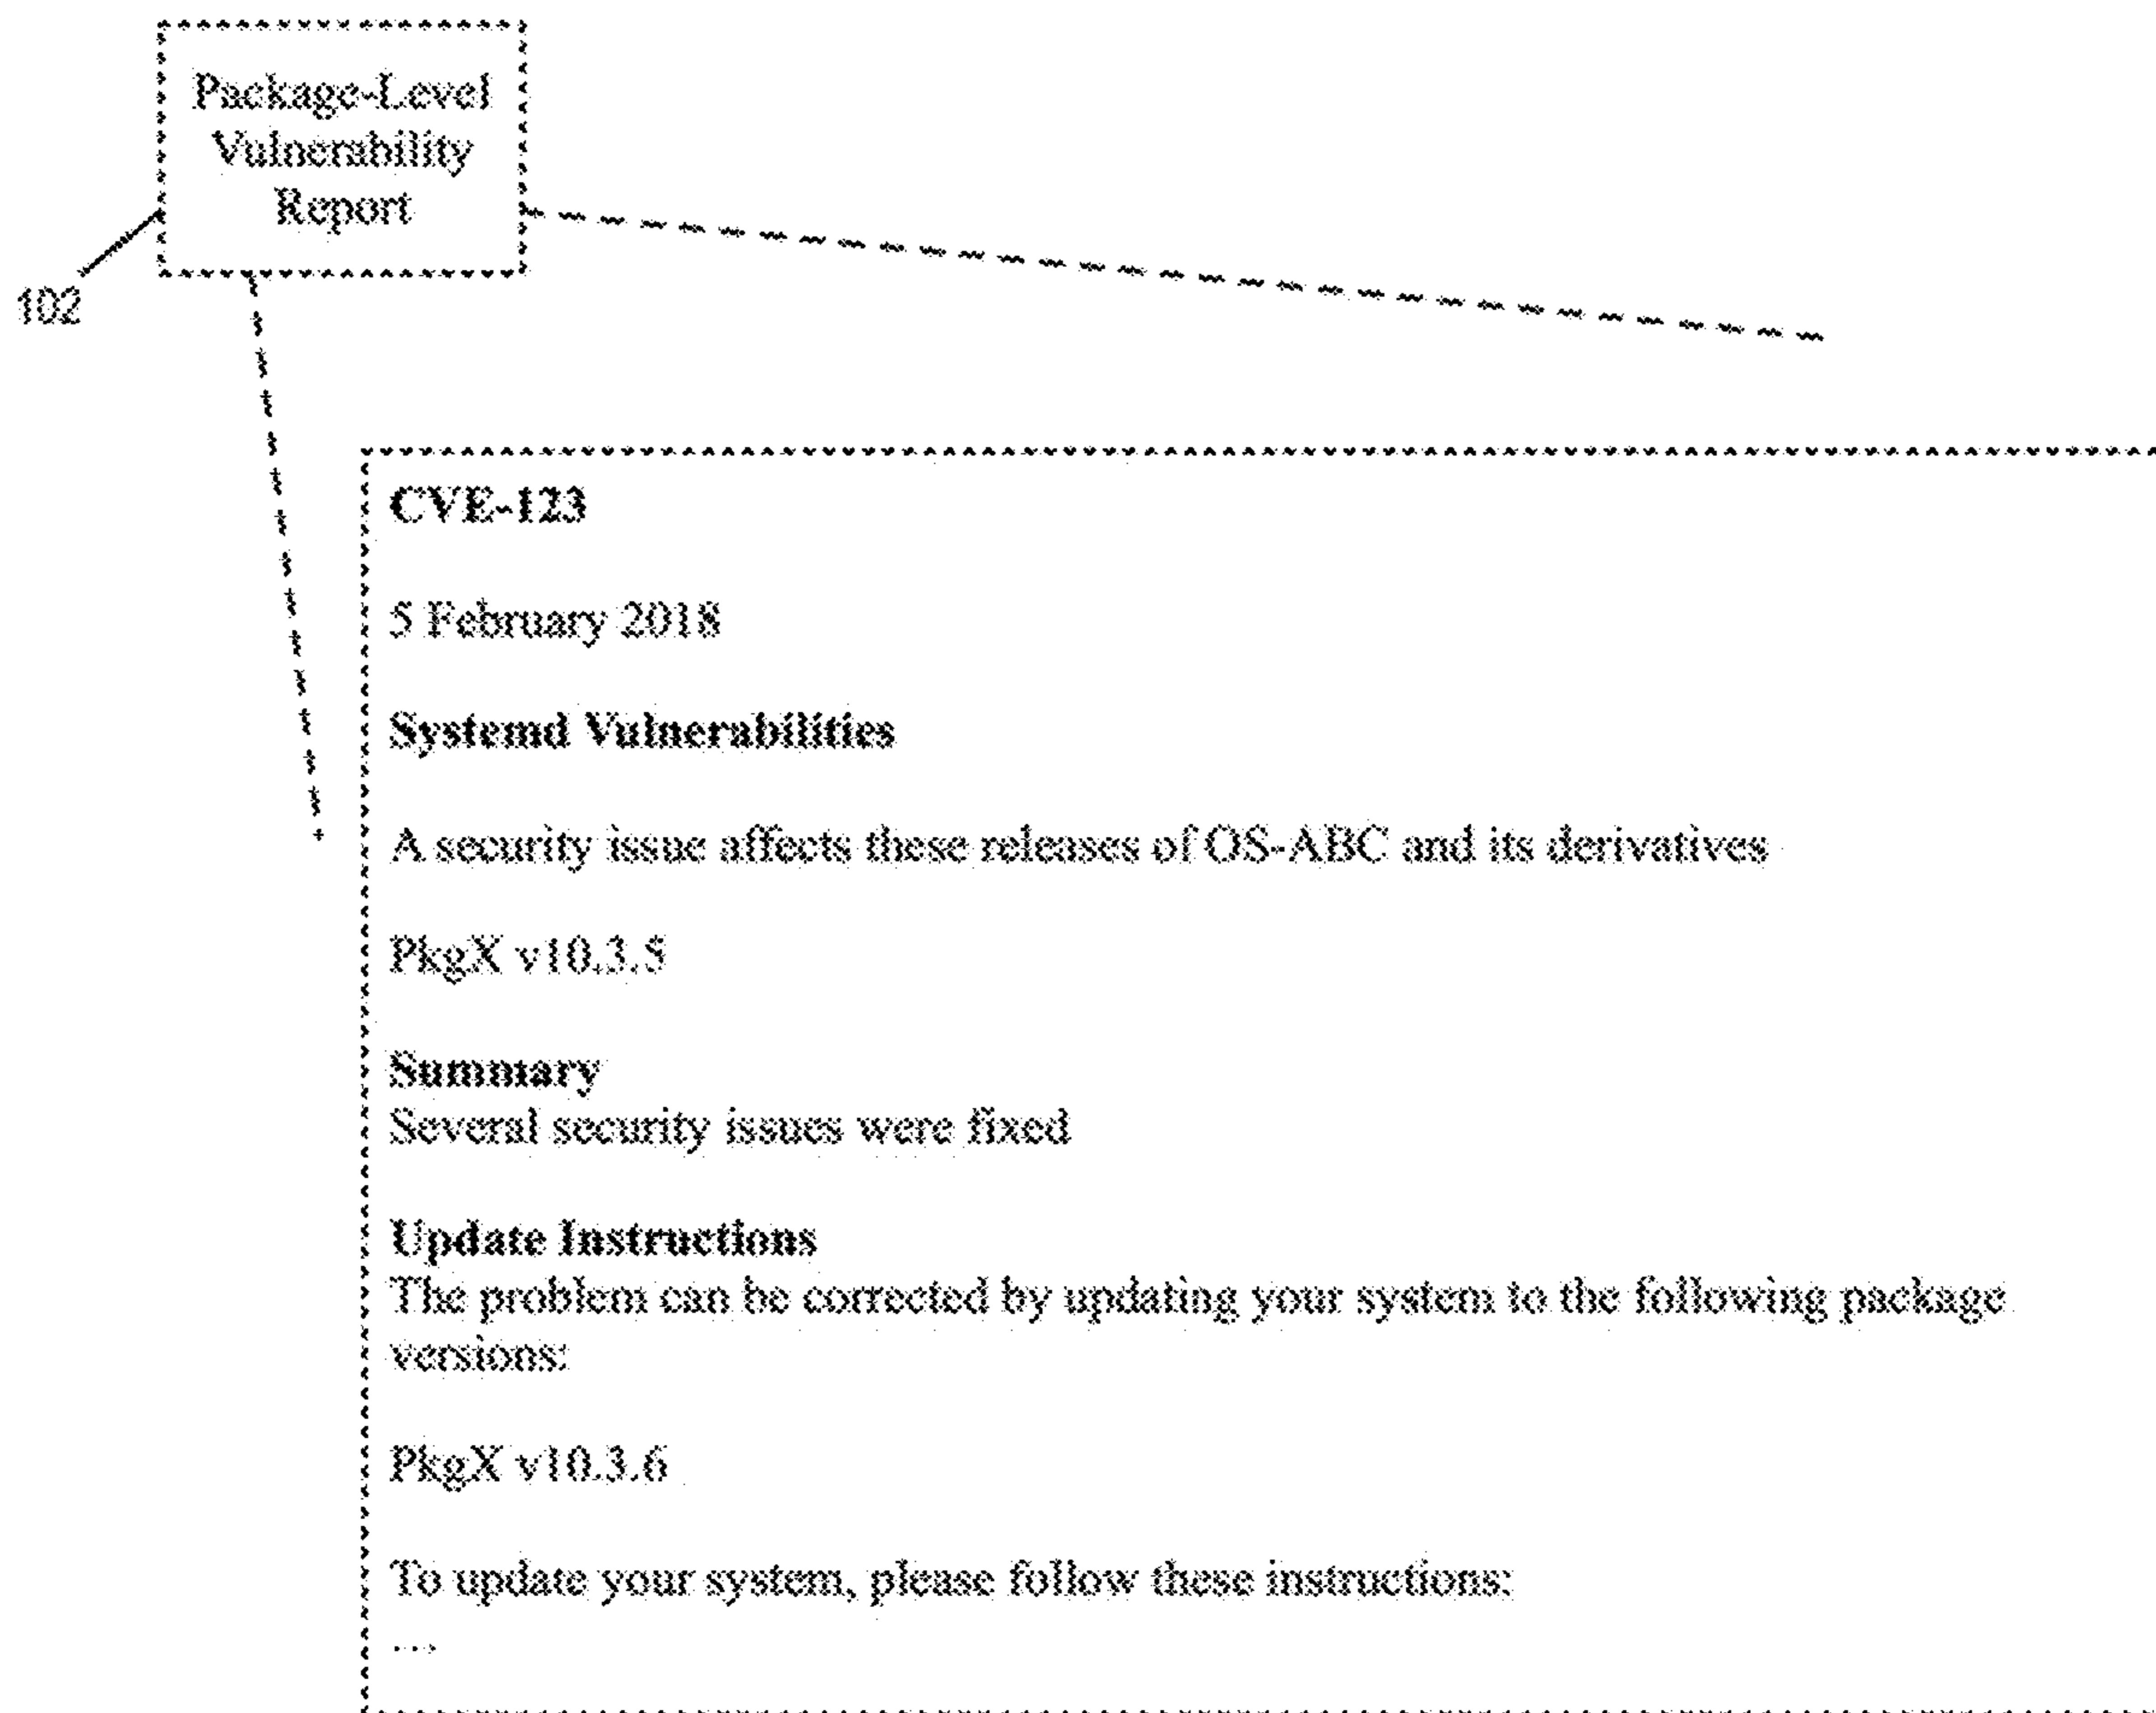 Package-Level
Vulnerability
Report
102
CVE-123
5 February 2018
Systemd Vulnerabilities
A security issue affects these releases of OS-ABC and its derivatives
PkgX v10.3.5
Summary
Several security issues were fixed
Update Instructions
The problem can be corrected by updating your system to the following package
versions:
PkgX v10.3.6
To update your system, please follow these instructions:
...